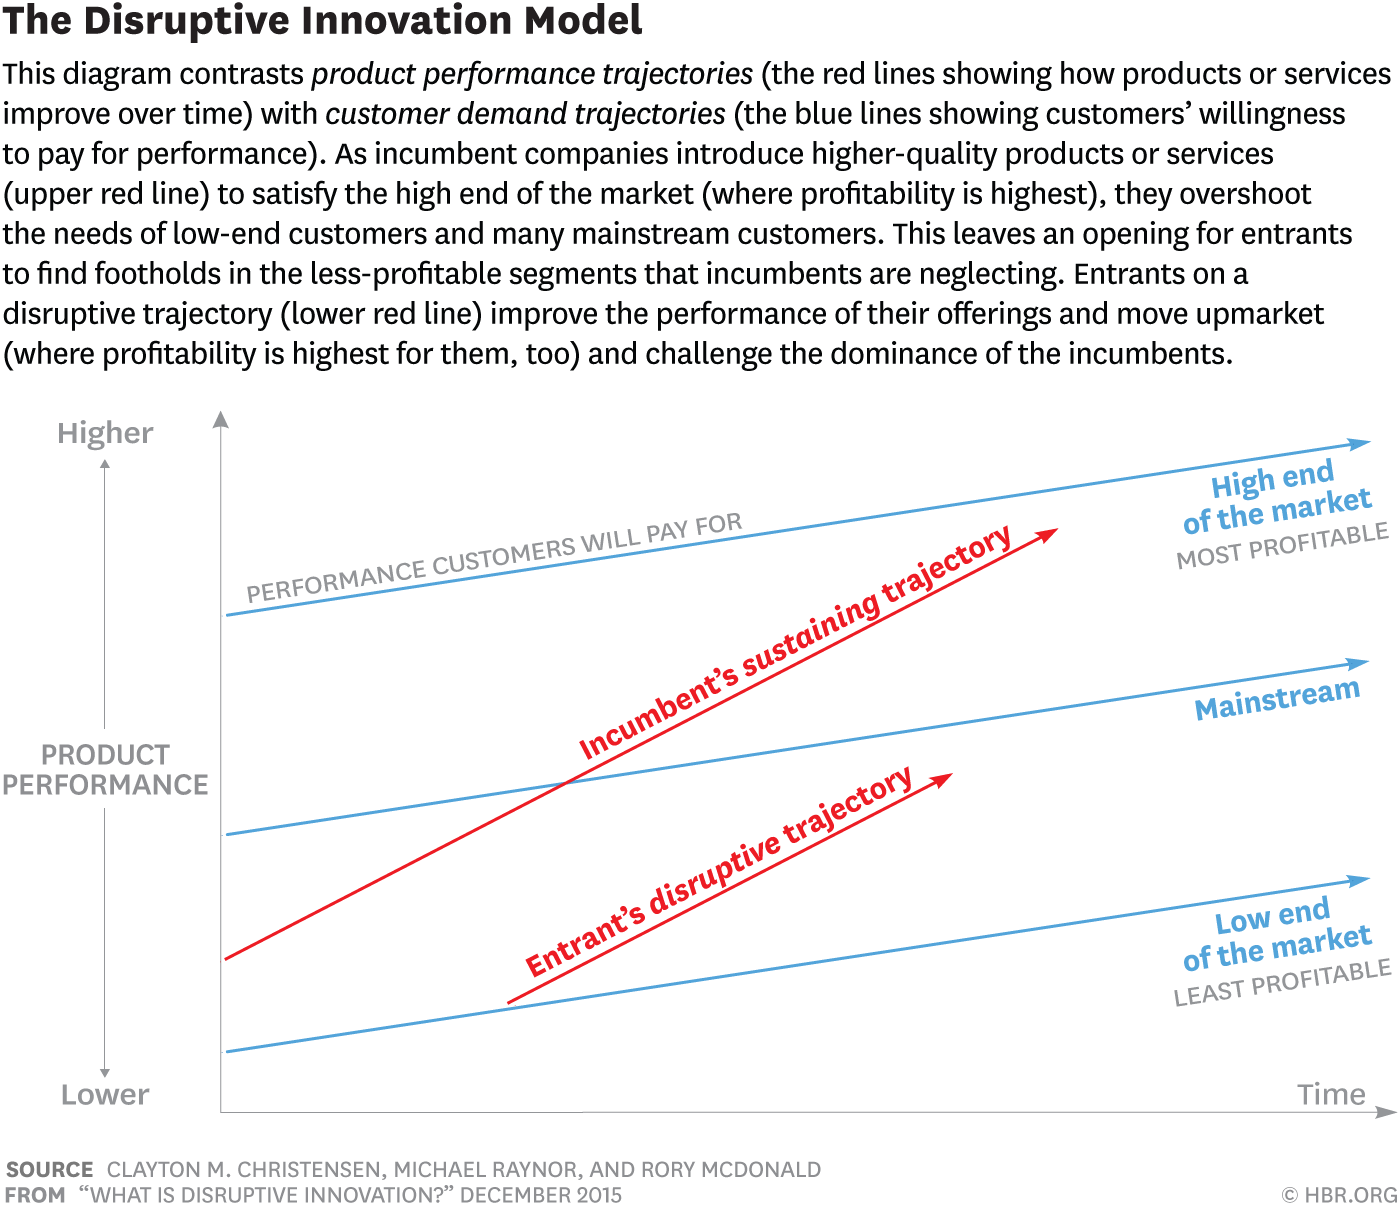 The Disruptive Innovation Model
This diagram contrasts product performance trajectories (the red lines showing how products or services
improve over time) with customer demand trajectories (the blue lines showing customers’ willingness
to pay for performance). As incumbent companies introduce higher-quality products or services
(upper red line) to satisfy the high end of the market (where profitability is highest), they overshoot
the needs of low-end customers and many mainstream customers. This leaves an opening for entrants
to find footholds in the less-profitable segments that incumbents are neglecting. Entrants on a
disruptive trajectory (lower red line) improve the performance of their offerings and move upmarket
(where profitability is highest for them, too) and challenge the dominance of the incumbents.
Higher
PERFORMANCE CUSTOMERS WILL PAY FOR
High end
of the market
MOST PROFITABLE
Incumbent’s sustaining trajectory
Mainstream
PRODUCT
PERFORMANCE
Entrant’s disruptive trajectory
Low end
of the market
LEAST PROFITABLE
Lower
Time
SOURCE CLAYTON M. CHRISTENSEN, MICHAEL RAYNOR, AND RORY MCDONALD
FROM “WHAT IS DISRUPTIVE INNOVATION?” DECEMBER 2015
© HBR.ORG